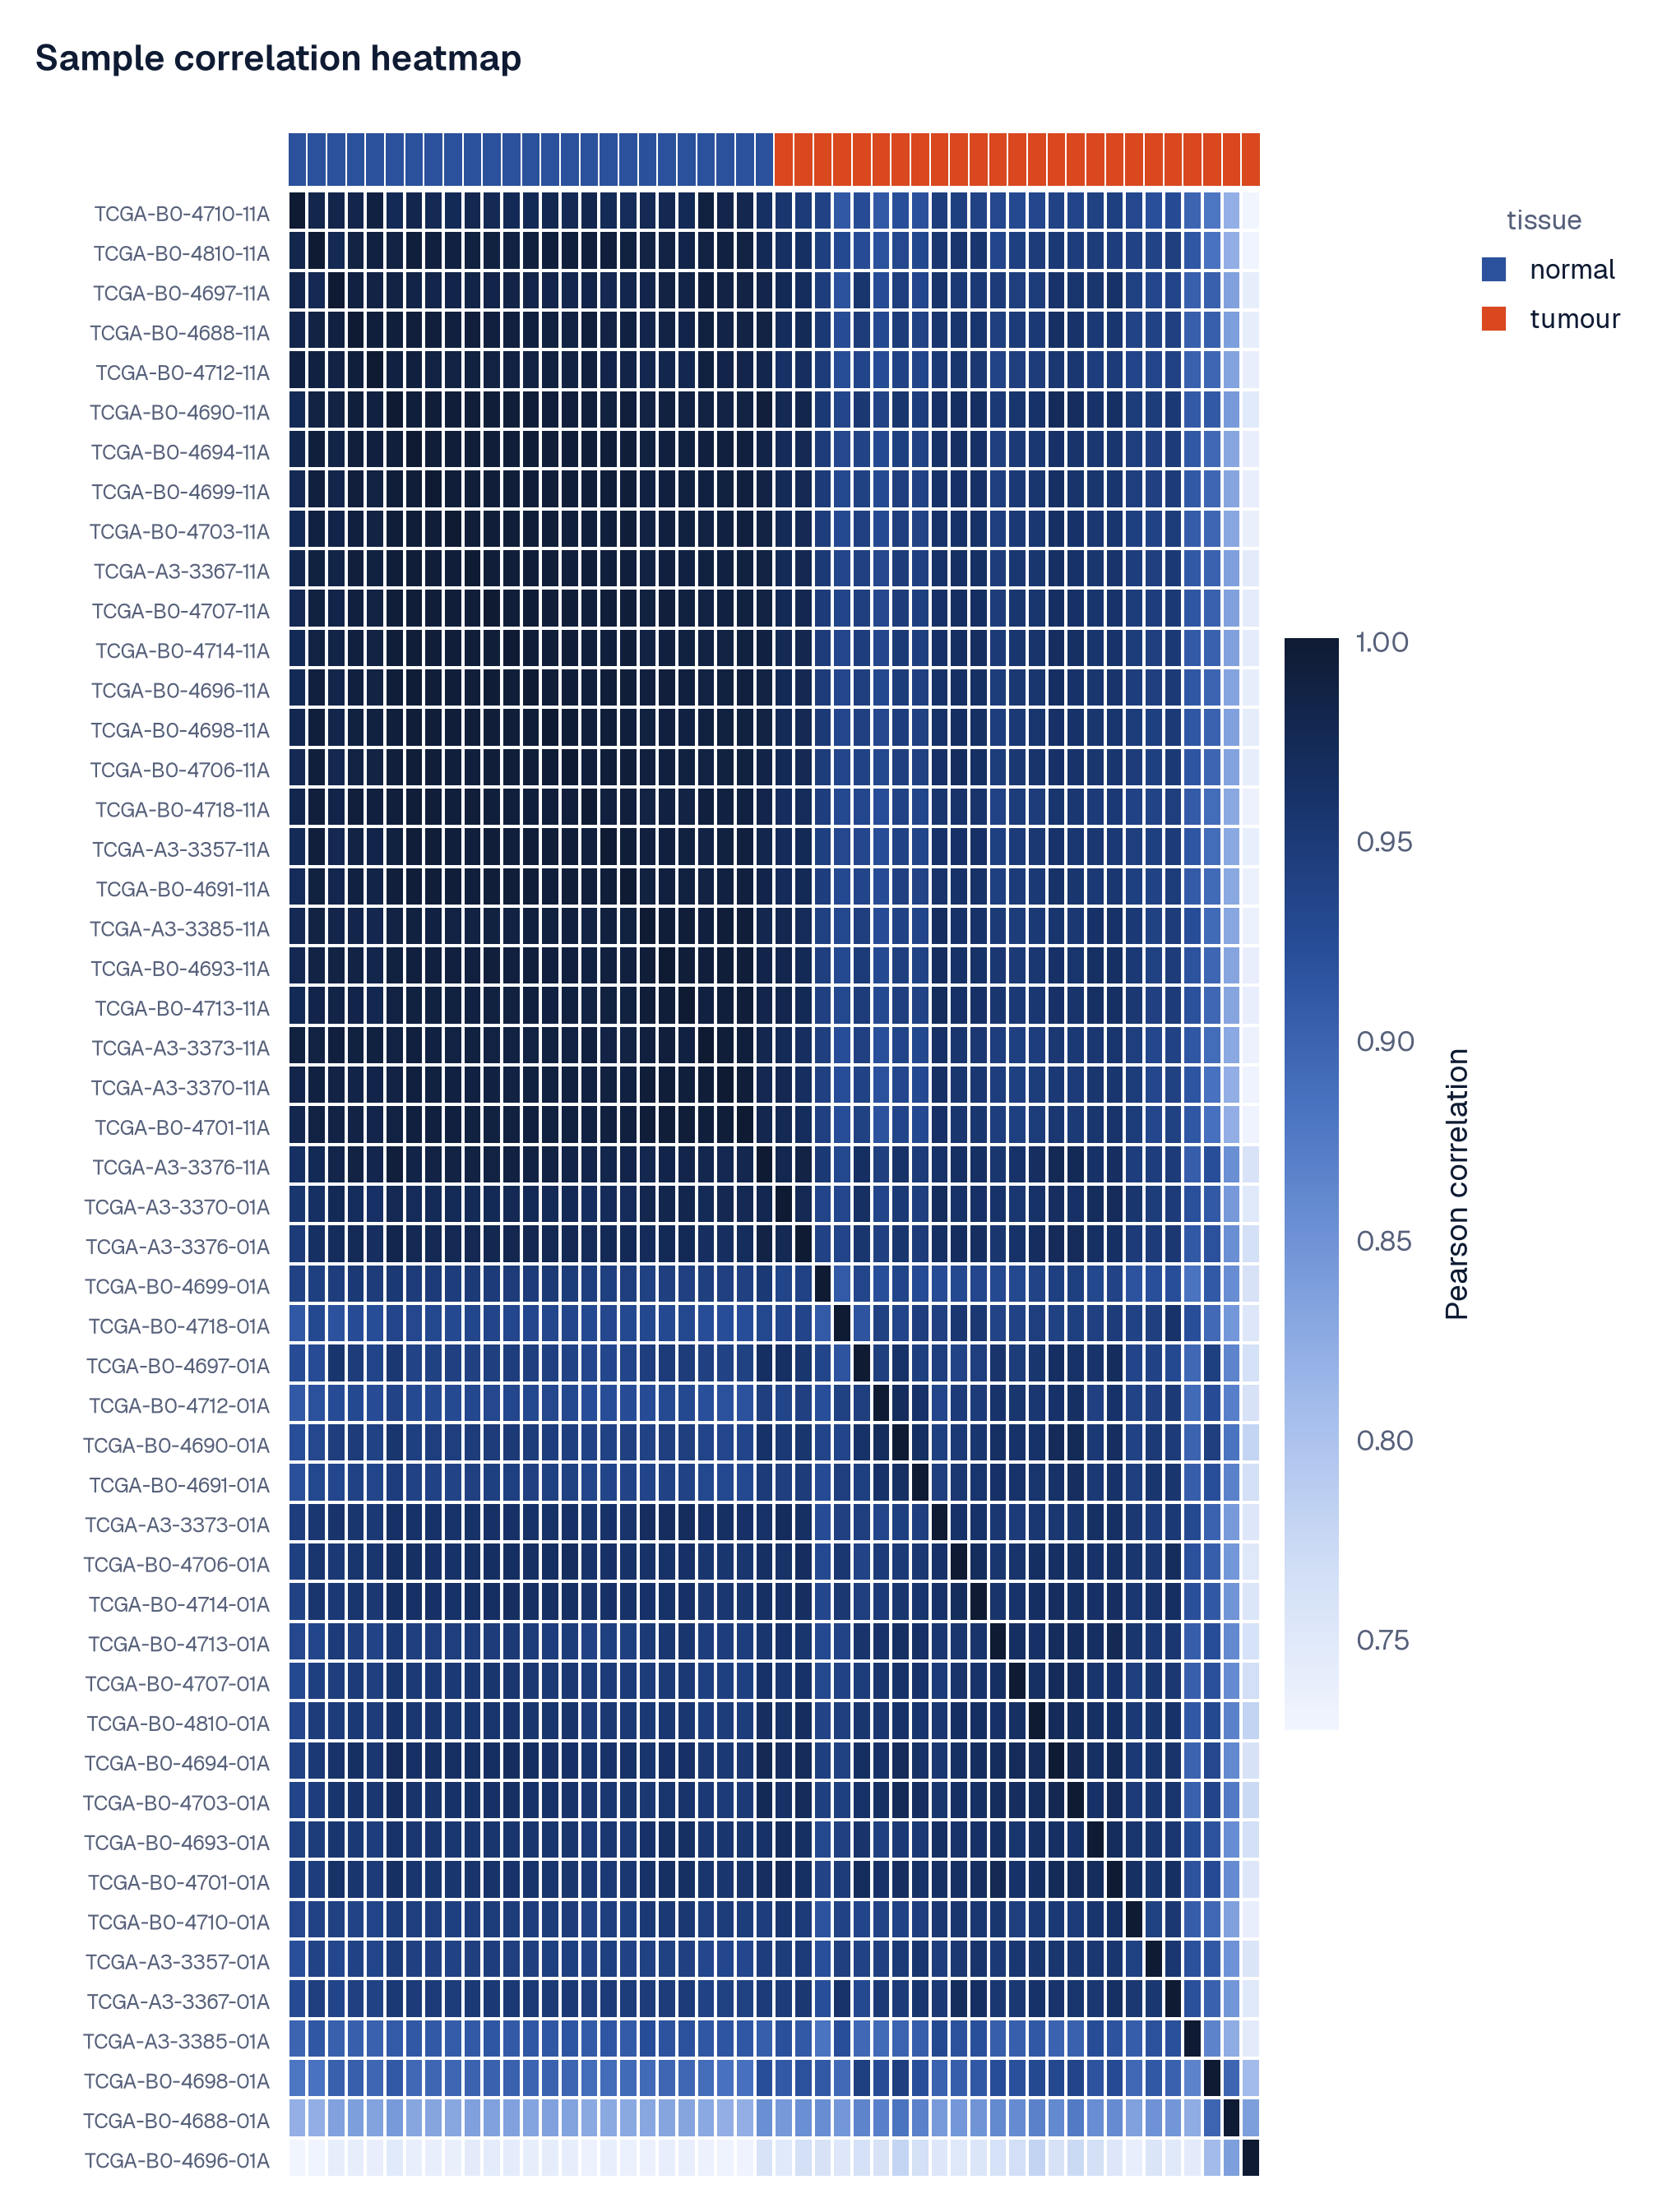 Sample correlation heatmap
TCGA-B0-4710-11A
TCGA-B0-4810-11A
TCGA-B0-4697-11A
TCGA-B0-4688-11A
TCGA-B0-4712-11A
TCGA-B0-4690-11A
TCGA-B0-4694-11A
TCGA-B0-4699-11A
TCGA-B0-4703-11A
TCGA-A3-3367-11A
TCGA-B0-4707-11A
TCGA-B0-4714-11A
TCGA-B0-4696-11A
TCGA-B0-4698-11A
TCGA-B0-4706-11A
TCGA-B0-4718-11A
TCGA-A3-3357-11A
TCGA-B0-4691-11A
TCGA-A3-3385-11A
TCGA-B0-4693-11A
TCGA-B0-4713-11A
TCGA-A3-3373-11A
TCGA-A3-3370-11A
TCGA-B0-4701-11A
TCGA-A3-3376-11A
TCGA-A3-3370-01A
TCGA-A3-3376-01A
TCGA-B0-4699-01A
TCGA-B0-4718-01A
TCGA-B0-4697-01A
TCGA-B0-4712-01A
TCGA-B0-4690-01A
TCGA-B0-4691-01A
TCGA-A3-3373-01A
TCGA-B0-4706-01A
TCGA-B0-4714-01A
TCGA-B0-4713-01A
TCGA-B0-4707-01A
TCGA-B0-4810-01A
TCGA-B0-4694-01A
TCGA-B0-4703-01A
TCGA-B0-4693-01A
TCGA-B0-4701-01A
TCGA-B0-4710-01A
TCGA-A3-3357-01A
TCGA-A3-3367-01A
TCGA-A3-3385-01A
TCGA-B0-4698-01A
TCGA-B0-4688-01A
TCGA-B0-4696-01A
tissue
normal
tumour
1.00
0.95
0.90
0.85
0.80
0.75
Pearson correlation